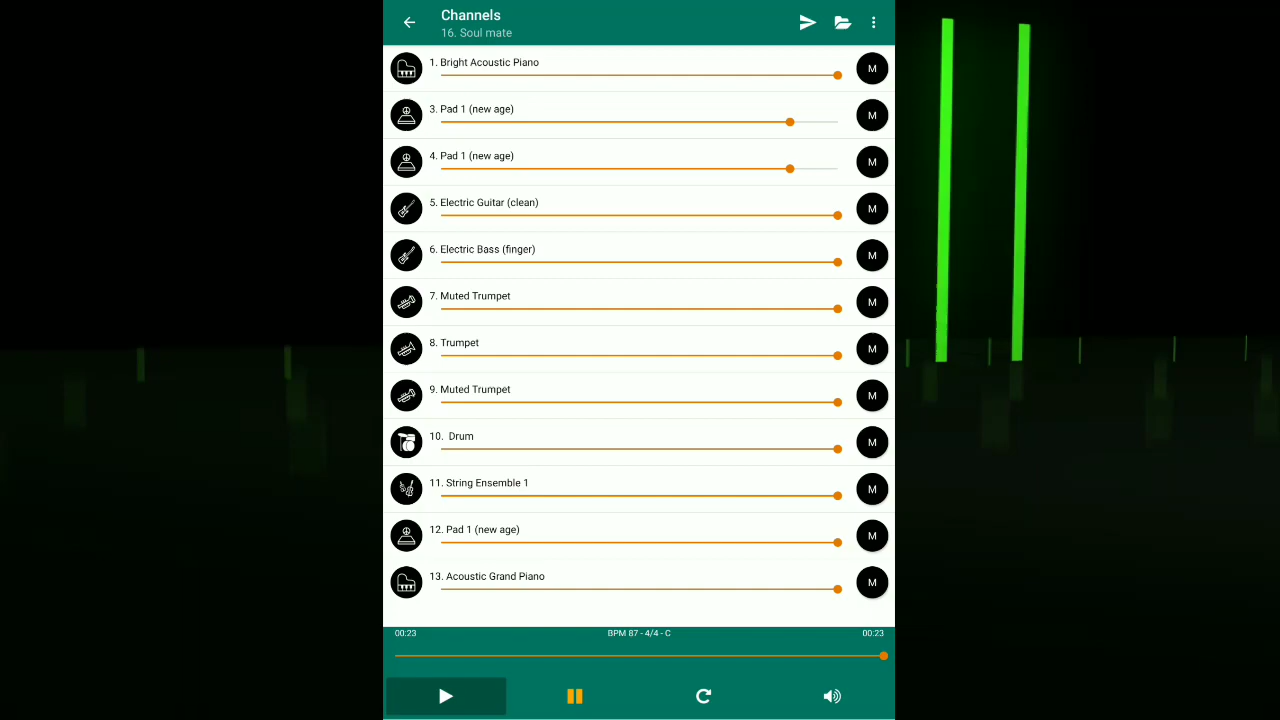 Channels
16. Soul mate
1. Bright Acoustic Piano
M
3. Pad 1 (new age)
M
4. Pad 1 (new age)
M
5. Electric Guitar (clean)
M
6. Electric Bass (finger)
M
7. Muted Trumpet
M
8. Trumpet
M
9. Muted Trumpet
M
10. Drum
M
11. String Ensemble 1
M
12. Pad 1 (new age)
M
13. Acoustic Grand Piano
M
00:23 BPM 87 - 4/4 - C 00:23